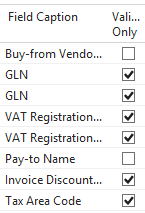 Field Caption Vali... Only
Buy-from Vendo...
GLN
GLN
VAT Registration...
VAT Registration...
Pay-to Name
Invoice Discount...
Tax Area Code